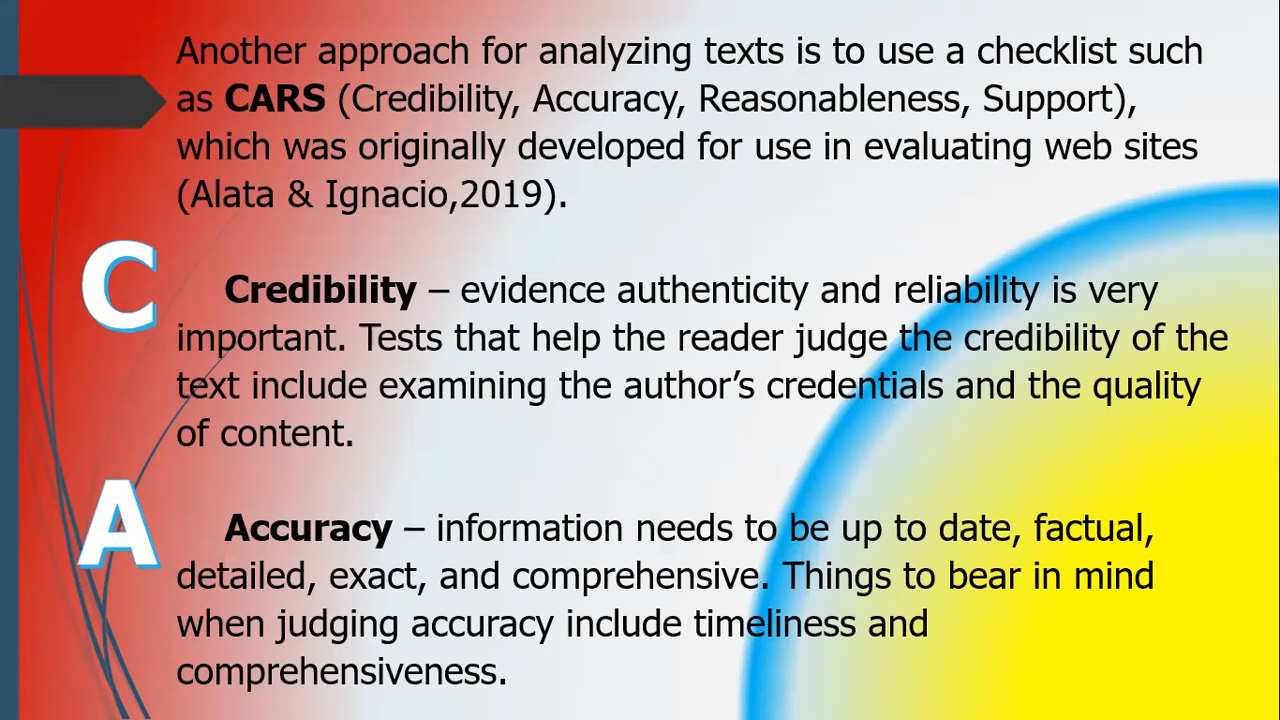 Another approach for analyzing texts is to use a checklist such
as CARS (Credibility, Accuracy, Reasonableness, Support),
which was originally developed for use in evaluating web sites
(Alata & Ignacio,2019).
C
Credibility – evidence authenticity and reliability is very
important. Tests that help the reader judge the credibility of the
text include examining the author’s credentials and the quality
of content.
A
Accuracy – information needs to be up to date, factual,
detailed, exact, and comprehensive. Things to bear in mind
when judging accuracy include timeliness and
comprehensiveness.